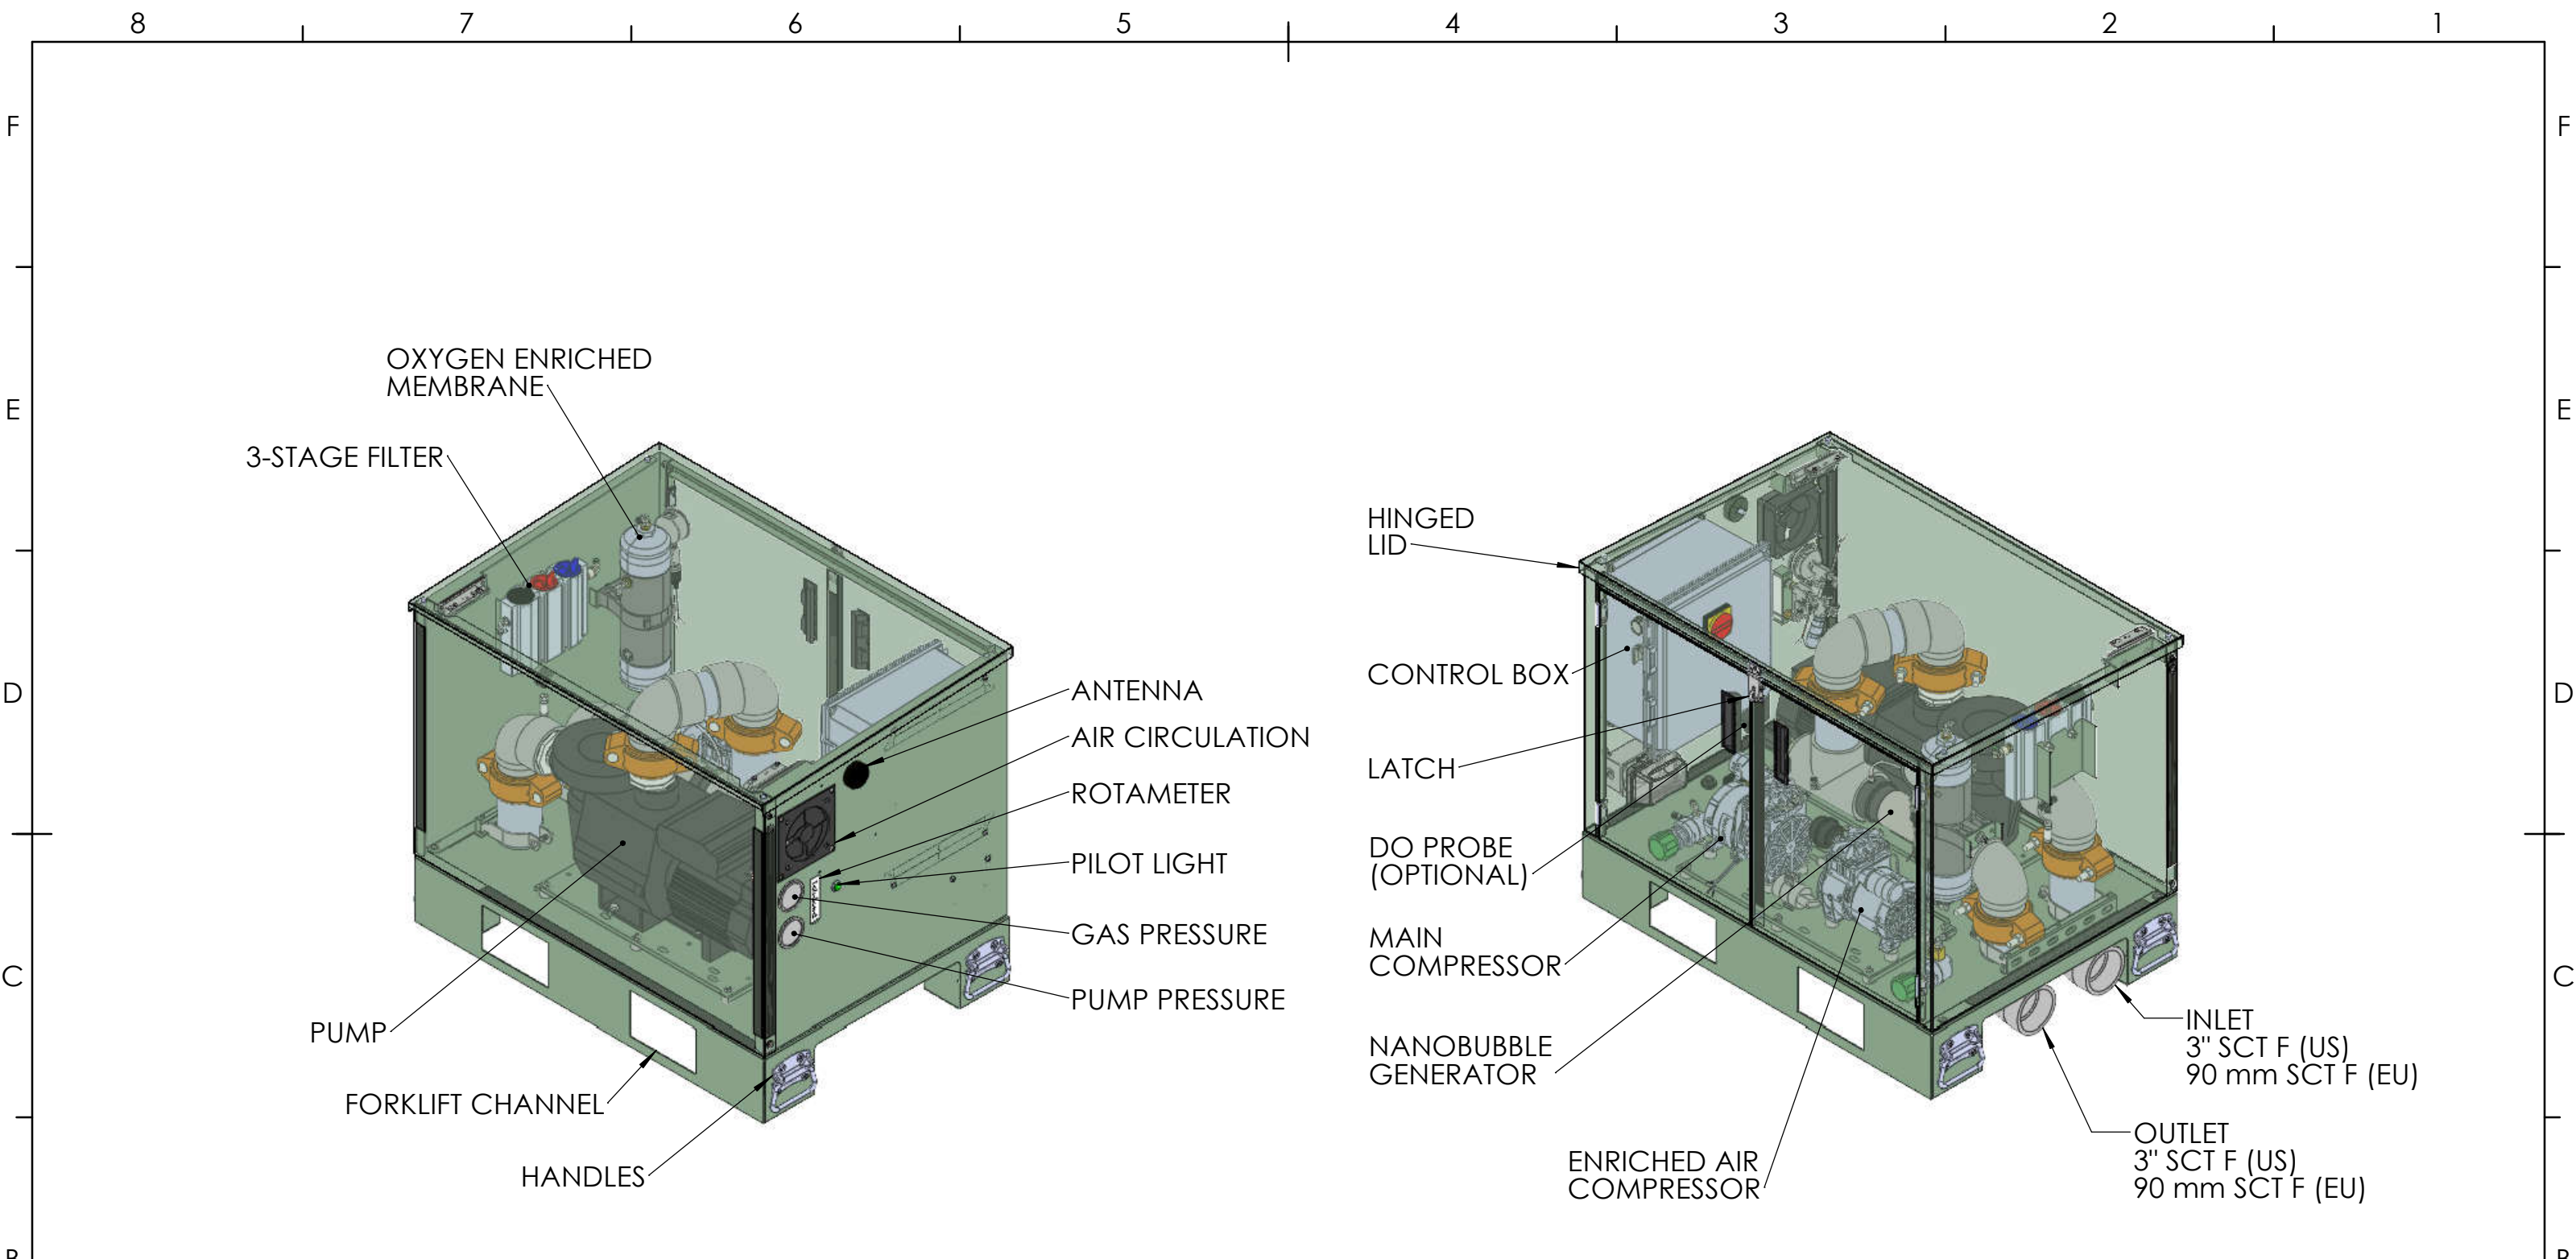 8 7 6 5 4 3 2 1
F F
E E
D D
C C
B B
OXYGEN ENRICHED
MEMBRANE
3-STAGE FILTER
ANTENNA
AIR CIRCULATION
ROTAMETER
PILOT LIGHT
GAS PRESSURE
PUMP PRESSURE
PUMP
FORKLIFT CHANNEL
HANDLES
HINGED
LID
CONTROL BOX
LATCH
DO PROBE
(OPTIONAL)
MAIN
COMPRESSOR
NANOBUBBLE
GENERATOR
ENRICHED AIR
COMPRESSOR
INLET
3" SCT F (US)
90 mm SCT F (EU)
OUTLET
3" SCT F (US)
90 mm SCT F (EU)